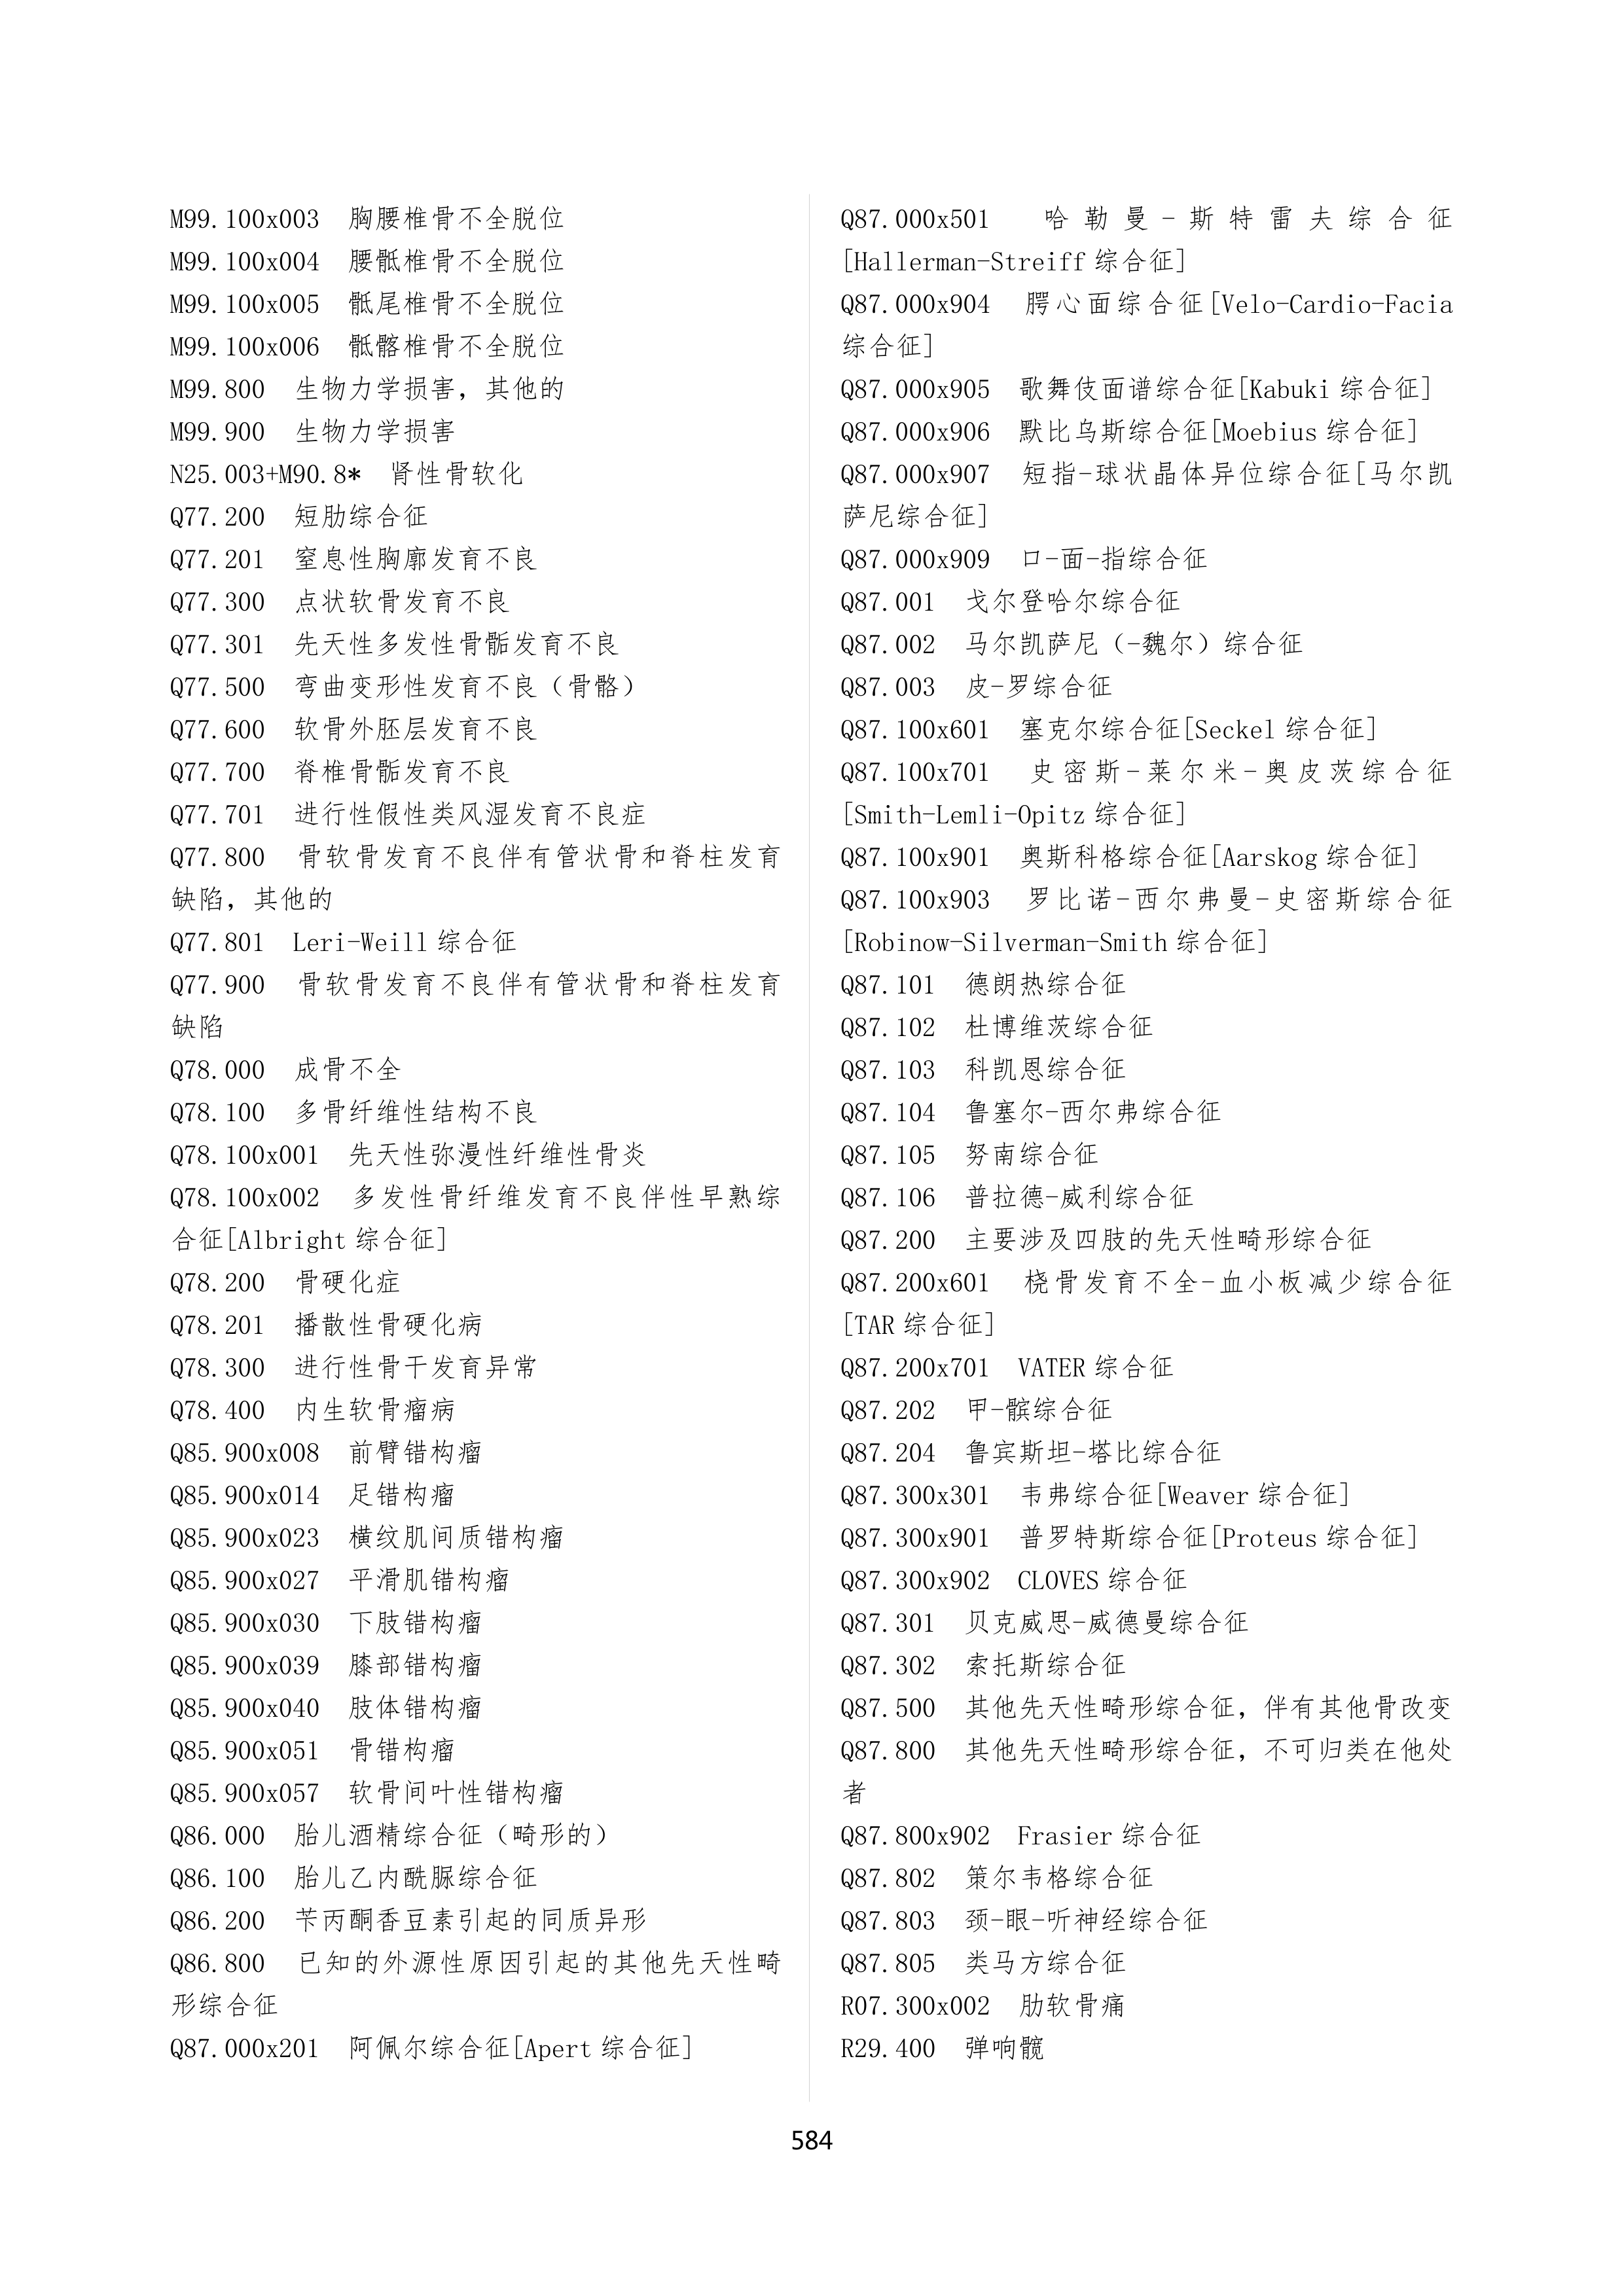 M99.100x003 胸腰椎骨不全脱位
M99.100x004 腰骶椎骨不全脱位
M99.100x005 骶尾椎骨不全脱位
M99.100x006 骶髂椎骨不全脱位
M99.800 生物力学损害，其他的
M99.900 生物力学损害
N25.003+M90.8* 肾性骨软化
Q77.200 短肋综合征
Q77.201 窒息性胸廓发育不良
Q77.300 点状软骨发育不良
Q77.301 先天性多发性骨骺发育不良
Q77.500 弯曲变形性发育不良（骨骼）
Q77.600 软骨外胚层发育不良
Q77.700 脊椎骨骺发育不良
Q77.701 进行性假性类风湿发育不良症
Q77.800 骨软骨发育不良伴有管状骨和脊柱发育
缺陷，其他的
Q77.801 Leri-Weill 综合征
Q77.900 骨软骨发育不良伴有管状骨和脊柱发育
缺陷
Q78.000 成骨不全
Q78.100 多骨纤维性结构不良
Q78.100x001 先天性弥漫性纤维性骨炎
Q78.100x002 多发性骨纤维发育不良伴性早熟综
合征[Albright 综合征]
Q78.200 骨硬化症
Q78.201 播散性骨硬化病
Q78.300 进行性骨干发育异常
Q78.400 内生软骨瘤病
Q85.900x008 前臂错构瘤
Q85.900x014 足错构瘤
Q85.900x023 横纹肌间质错构瘤
Q85.900x027 平滑肌错构瘤
Q85.900x030 下肢错构瘤
Q85.900x039 膝部错构瘤
Q85.900x040 肢体错构瘤
Q85.900x051 骨错构瘤
Q85.900x057 软骨间叶性错构瘤
Q86.000 胎儿酒精综合征（畸形的）
Q86.100 胎儿乙内酰脲综合征
Q86.200 苄丙酮香豆素引起的同质异形
Q86.800 已知的外源性原因引起的其他先天性畸
形综合征
Q87.000x201 阿佩尔综合征[Apert 综合征]
Q87.000x501 哈勒曼-斯特雷夫综合征
[Hallerman-Streiff 综合征]
Q87.000x904 腭心面综合征[Velo-Cardio-Facia
综合征]
Q87.000x905 歌舞伎面谱综合征[Kabuki 综合征]
Q87.000x906 默比乌斯综合征[Moebius 综合征]
Q87.000x907 短指-球状晶体异位综合征[马尔凯
萨尼综合征]
Q87.000x909 口-面-指综合征
Q87.001 戈尔登哈尔综合征
Q87.002 马尔凯萨尼（-魏尔）综合征
Q87.003 皮-罗综合征
Q87.100x601 塞克尔综合征[Seckel 综合征]
Q87.100x701 史密斯-莱尔米-奥皮茨综合征
[Smith-Lemli-Opitz 综合征]
Q87.100x901 奥斯科格综合征[Aarskog 综合征]
Q87.100x903 罗比诺-西尔弗曼-史密斯综合征
[Robinow-Silverman-Smith 综合征]
Q87.101 德朗热综合征
Q87.102 杜博维茨综合征
Q87.103 科凯恩综合征
Q87.104 鲁塞尔-西尔弗综合征
Q87.105 努南综合征
Q87.106 普拉德-威利综合征
Q87.200 主要涉及四肢的先天性畸形综合征
Q87.200x601 桡骨发育不全-血小板减少综合征
[TAR 综合征]
Q87.200x701 VATER 综合征
Q87.202 甲-髌综合征
Q87.204 鲁宾斯坦-塔比综合征
Q87.300x301 韦弗综合征[Weaver 综合征]
Q87.300x901 普罗特斯综合征[Proteus 综合征]
Q87.300x902 CLOVES 综合征
Q87.301 贝克威思-威德曼综合征
Q87.302 索托斯综合征
Q87.500 其他先天性畸形综合征，伴有其他骨改变
Q87.800 其他先天性畸形综合征，不可归类在他处
者
Q87.800x902 Frasier 综合征
Q87.802 策尔韦格综合征
Q87.803 颈-眼-听神经综合征
Q87.805 类马方综合征
R07.300x002 肋软骨痛
R29.400 弹响髋
584